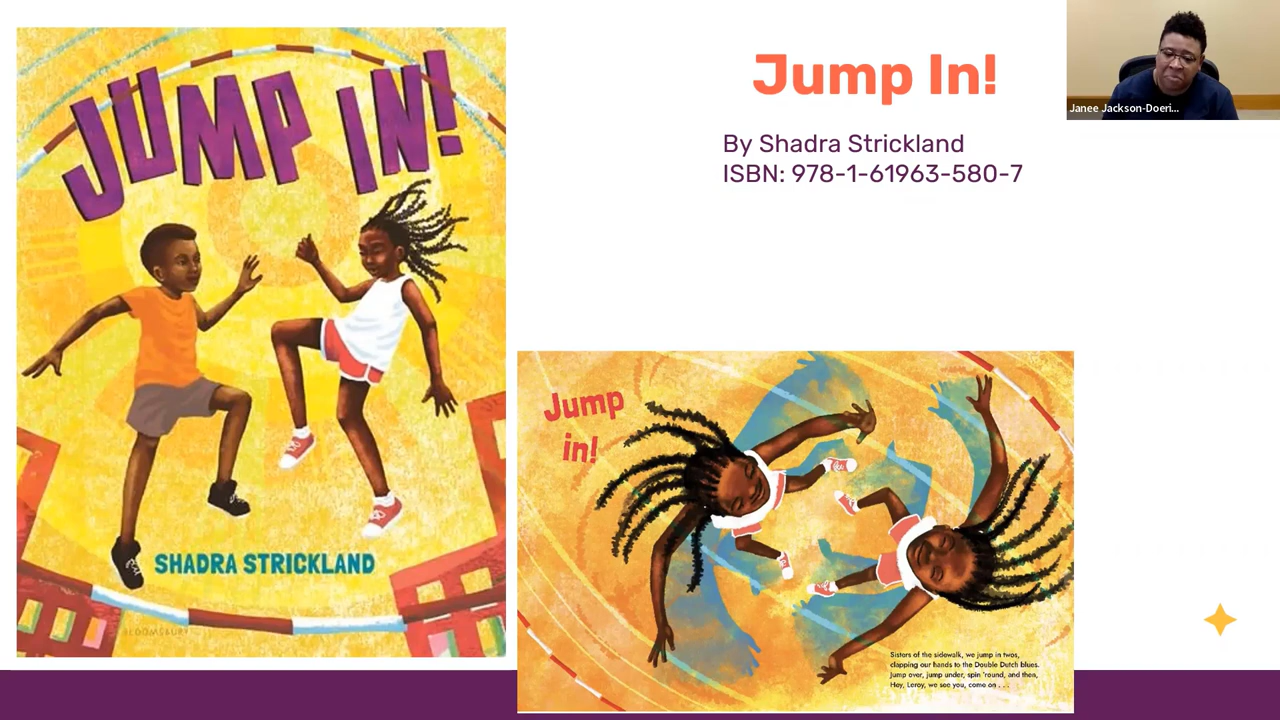 JUMP IN!
SHADRA STRICKLAND
BLOOMSBURY
Jump In!
By Shadra Strickland
ISBN: 978-1-61963-580-7
Janee Jackson-Doeri...
Jump
in!
Sisters of the sidewalk, we jump in twos,
clapping our hands to the Double Dutch blues.
Jump over, jump under, spin 'round, and then,
Hey, Leroy, we see you, come on . . .